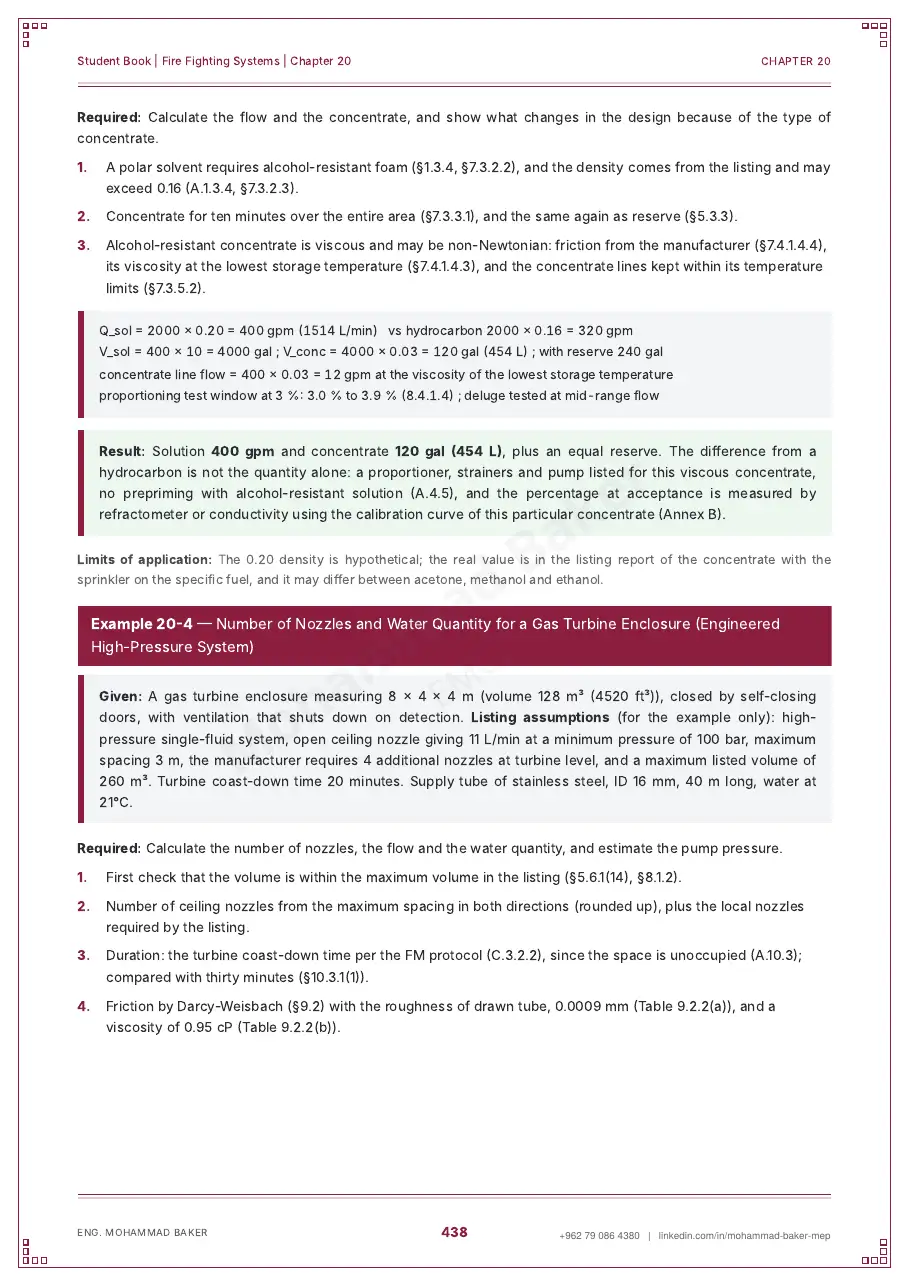 Student Book | Fire Fighting Systems | Chapter 20
CHAPTER 20
Required: Calculate the flow and the concentrate, and show what changes in the design because of the type of
concentrate.
1. A polar solvent requires alcohol-resistant foam (§1.3.4, §7.3.2.2), and the density comes from the listing and may
exceed 0.16 (A.1.3.4, §7.3.2.3).
2. Concentrate for ten minutes over the entire area (§7.3.3.1), and the same again as reserve (§5.3.3).
3. Alcohol-resistant concentrate is viscous and may be non-Newtonian: friction from the manufacturer (§7.4.1.4.4),
its viscosity at the lowest storage temperature (§7.4.1.4.3), and the concentrate lines kept within its temperature
limits (§7.3.5.2).
Q_sol = 2000 × 0.20 = 400 gpm (1514 L/min) vs hydrocarbon 2000 × 0.16 = 320 gpm
V_sol = 400 × 10 = 4000 gal ; V_conc = 4000 × 0.03 = 120 gal (454 L) ; with reserve 240 gal
concentrate line flow = 400 × 0.03 = 12 gpm at the viscosity of the lowest storage temperature
proportioning test window at 3 %: 3.0 % to 3.9 % (8.4.1.4) ; deluge tested at mid-range flow
Result: Solution 400 gpm and concentrate 120 gal (454 L), plus an equal reserve. The difference from a
hydrocarbon is not the quantity alone: a proportioner, strainers and pump listed for this viscous concentrate,
no prepriming with alcohol-resistant solution (A.4.5), and the percentage at acceptance is measured by
refractometer or conductivity using the calibration curve of this particular concentrate (Annex B).
Limits of application: The 0.20 density is hypothetical; the real value is in the listing report of the concentrate with the
sprinkler on the specific fuel, and it may differ between acetone, methanol and ethanol.
Example 20-4 — Number of Nozzles and Water Quantity for a Gas Turbine Enclosure (Engineered
High-Pressure System)
Given: A gas turbine enclosure measuring 8 × 4 × 4 m (volume 128 m³ (4520 ft³)), closed by self-closing
doors, with ventilation that shuts down on detection. Listing assumptions (for the example only): high-
pressure single-fluid system, open ceiling nozzle giving 11 L/min at a minimum pressure of 100 bar, maximum
spacing 3 m, the manufacturer requires 4 additional nozzles at turbine level, and a maximum listed volume of
260 m³. Turbine coast-down time 20 minutes. Supply tube of stainless steel, ID 16 mm, 40 m long, water at
21°C.
Required: Calculate the number of nozzles, the flow and the water quantity, and estimate the pump pressure.
1. First check that the volume is within the maximum volume in the listing (§5.6.1(14), §8.1.2).
2. Number of ceiling nozzles from the maximum spacing in both directions (rounded up), plus the local nozzles
required by the listing.
3. Duration: the turbine coast-down time per the FM protocol (C.3.2.2), since the space is unoccupied (A.10.3);
compared with thirty minutes (§10.3.1(1)).
4. Friction by Darcy-Weisbach (§9.2) with the roughness of drawn tube, 0.0009 mm (Table 9.2.2(a)), and a
viscosity of 0.95 cP (Table 9.2.2(b)).
ENG. MOHAMMAD BAKER
438
+962 79 086 4380 | linkedin.com/in/mohammad-baker-mep